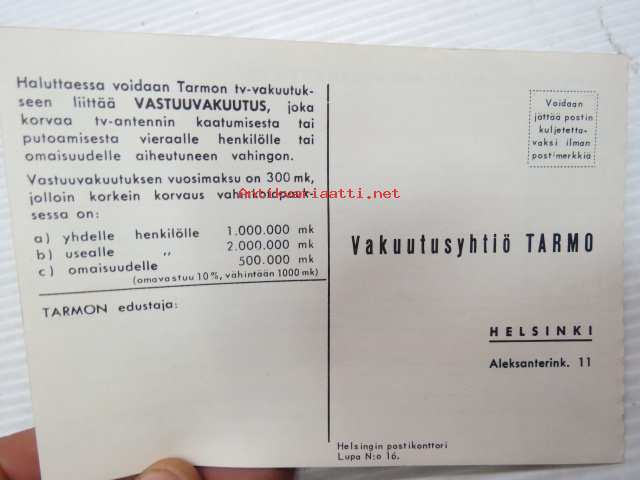 Haluttaessa voidaan Tarmon tv-vakuutuk-
seen liittää VASTUUVAKUUTUS, joka
korvaa tv-antennin kaatumisesta tai
putoamisesta vieraalle henkilölle tai
omaisuudelle aiheutuneen vahingon.
Vastuuvakuutuksen vuosimaksu on 300 mk,
jolloin korkein korvaus
sessa on:
a) yhdelle henkilölle 1.000.000 mk
b) usealle „ 2.000.000 mk
c) omaisuudelle 500.000 mk
(omavastuu 10%, vähintään 1000 mk)
TARMON edustaja:
Voidaan
jättää postin
kuljetetta-
vaksi ilman
postimerkkiä
Vakuutusyhtiö TARMO
HELSINKI
Aleksanterink. 11
Helsingin postikonttori
Lupa N:o 16.
Antikvariaatti.net